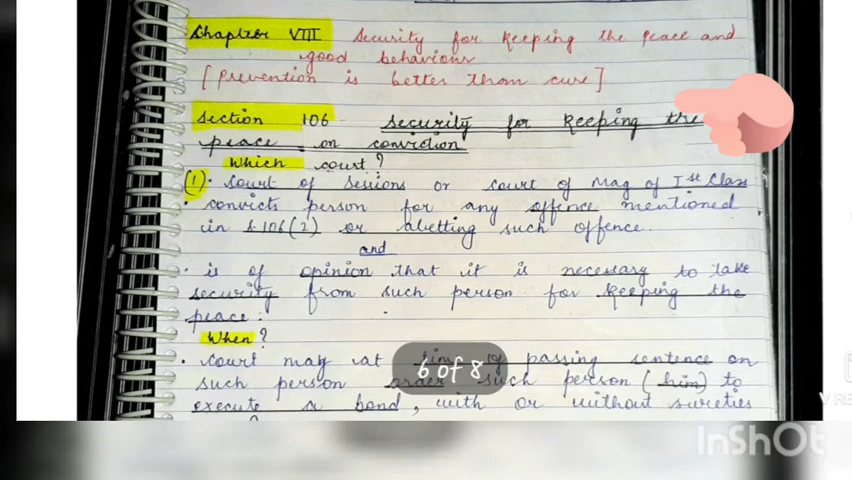 Chapter VIII Security for keeping the peace and
good behaviour
[Prevention is better than cure]
Section 106 Security for keeping the
peace on conviction
Which court?
(1) • Court of Sessions or Court of Mag of Ist Class
• convicts person for any offence mentioned
in S.106(2) or abetting such offence.
and
• is of opinion that it is necessary to take
security from such person for keeping the
peace.
When?
• Court may at of passing sentence on
such person order such person (him) to
execute a bond, with or without sureties
6 of 8
InShOt